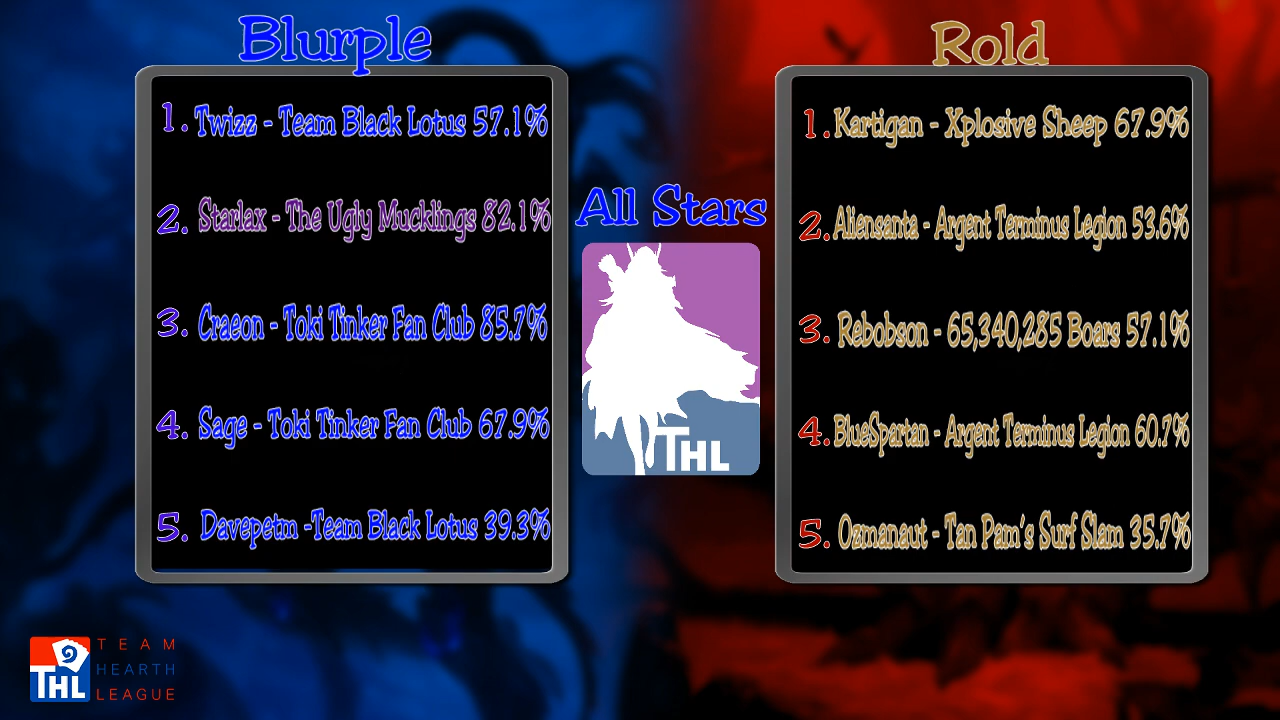 Blurple
1. Twizz - Team Black Lotus 57.1%
2. Starlax - The Ugly Mucklings 82.1%
3. Craeon - Toki Tinker Fan Club 85.7%
4. Sage - Toki Tinker Fan Club 67.9%
5. Davepetm -Team Black Lotus 39.3%
All Stars
THL
Rold
1. Kartigan - Xplosive Sheep 67.9%
2. Aliensanta - Argent Terminus Legion 53.6%
3. Rebobson - 65,340,285 Boars 57.1%
4. BlueSpartan - Argent Terminus Legion 60.7%
5. Ozmanaut - Tan Pam's Surf Slam 35.7%
THL
TEAM
HEARTH
LEAGUE